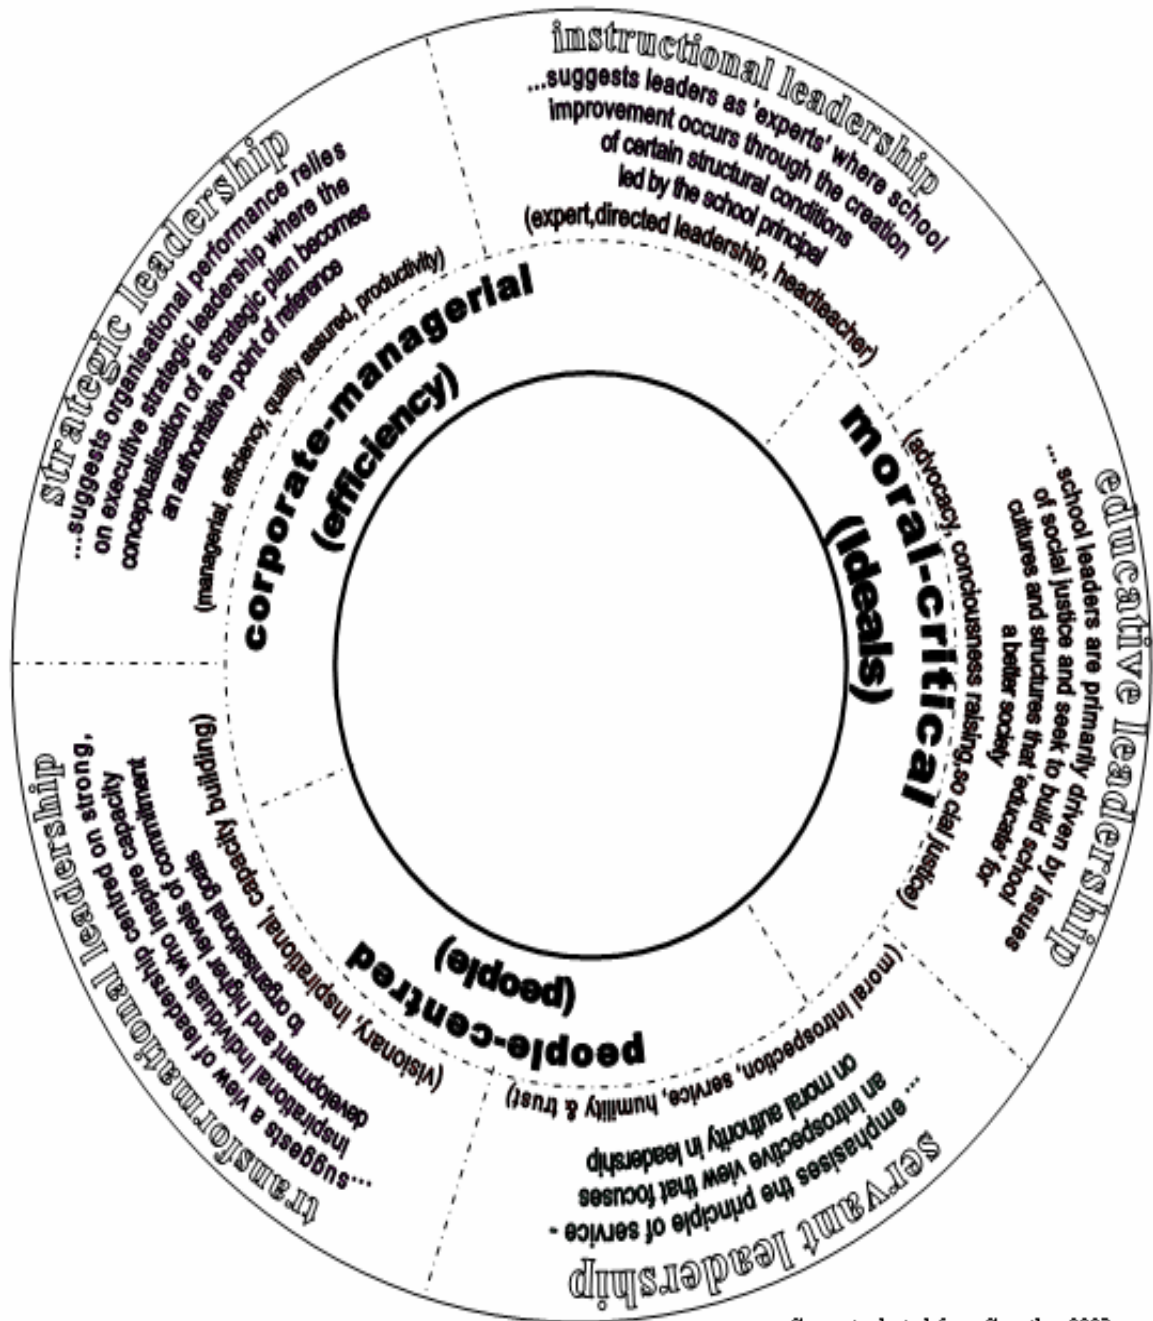 instructional leadership
...suggests leaders as 'experts' where school
improvement occurs through the creation
of certain structural conditions
led by the school principal
(expert,directed leadership, headteacher)
strategic leadership
...suggests organisational performance relies
on executive strategic leadership where the
conceptualisation of a strategic plan becomes
an authoritative point of reference
(managerial, efficiency, quality assured, productivity)
corporate-managerial
(efficiency)
moral-critical
(Ideals)
(advocacy, conciousness raising,so cial justice)
educative leadership
... school leaders are primarily driven by issues
of social justice and seek to build school
cultures and structures that 'educate' for
a better society
people-centred
(people)
(visionary, inspirational, capacity building)
transformational leadership
...suggests a view of leadership centred on strong,
inspirational individuals who inspire capacity
development and higher levels of commitment
to organisational goals
(moral introspection, service, humilty & trust)
servant leadership
...emphasises the principle of service -
an introspective view that focuses
on moral authority in leadership